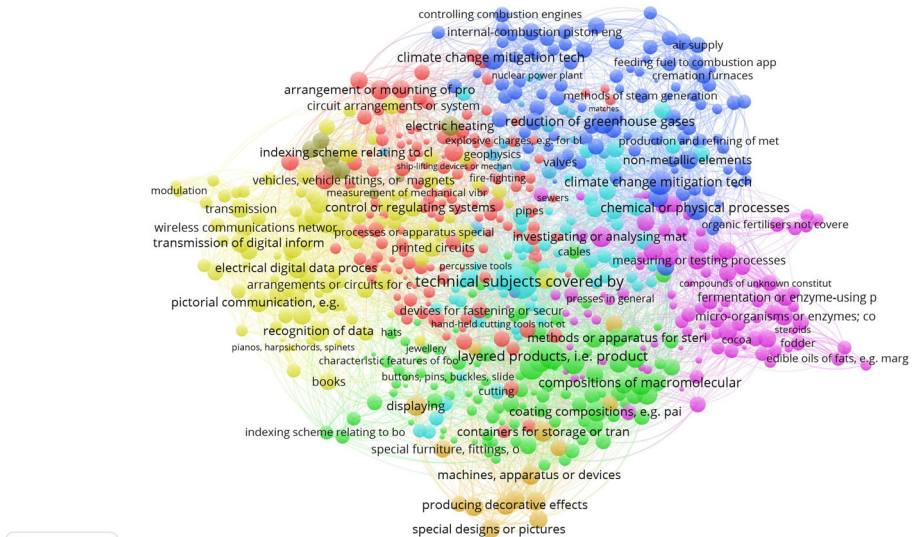 controlling combustion engines
internal-combustion piston eng
air supply
climate change mitigation tech
feeding fuel to combustion app
nuclear power plant
cremation furnaces
arrangement or mounting of pro
methods of steam generation
circuit arrangements or system
matches
reduction of greenhouse gases
electric heating
explosive charges, e.g. for bl
production and refining of met
indexing scheme relating to cl
geophysics
valves
non-metallic elements
ship-lifting devices or mechan
vehicles, vehicle fittings, or
magnets
fire-fighting
climate change mitigation tech
modulation
measurement of mechanical vibr
sewers
transmission
control or regulating systems
pipes
chemical or physical processes
wireless communications networ
processes or apparatus special
organic fertilisers not covere
transmission of digital inform
printed circuits
investigating or analysing mat
cables
electrical digital data proces
percussive tools
measuring or testing processes
arrangements or circuits for c
technical subjects covered by
compounds of unknown constitut
pictorial communication, e.g.
presses in general
fermentation or enzyme-using p
devices for fastening or secur
micro-organisms or enzymes; co
recognition of data
hats
hand-held cutting tools not ot
steroids
methods or apparatus for steri
cocoa
fodder
pianos, harpsichords, spinets
jewellery
characteristic features of foo
layered products, i.e. product
edible oils of fats, e.g. marg
books
buttons, pins, buckles, slide
cutting
compositions of macromolecular
displaying
coating compositions, e.g. pai
indexing scheme relating to bo
containers for storage or tran
special furniture, fittings, o
machines, apparatus or devices
producing decorative effects
special designs or pictures